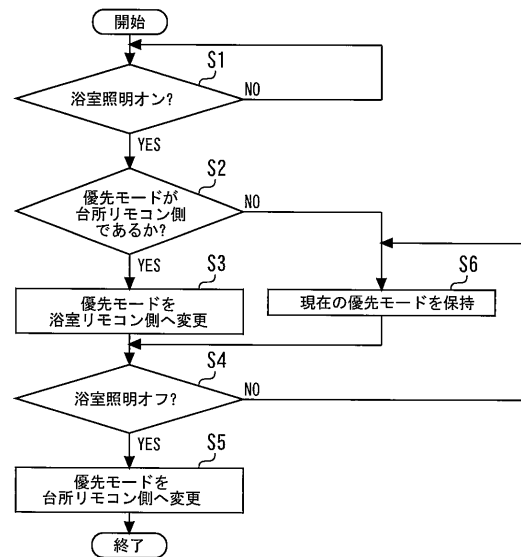 開始
S1
浴室照明オン?
NO
YES
S2
優先モードが
台所リモコン側
であるか?
NO
YES
S3
優先モードを
浴室リモコン側へ変更
S6
現在の優先モードを保持
S4
浴室照明オフ?
NO
YES
S5
優先モードを
台所リモコン側へ変更
終了